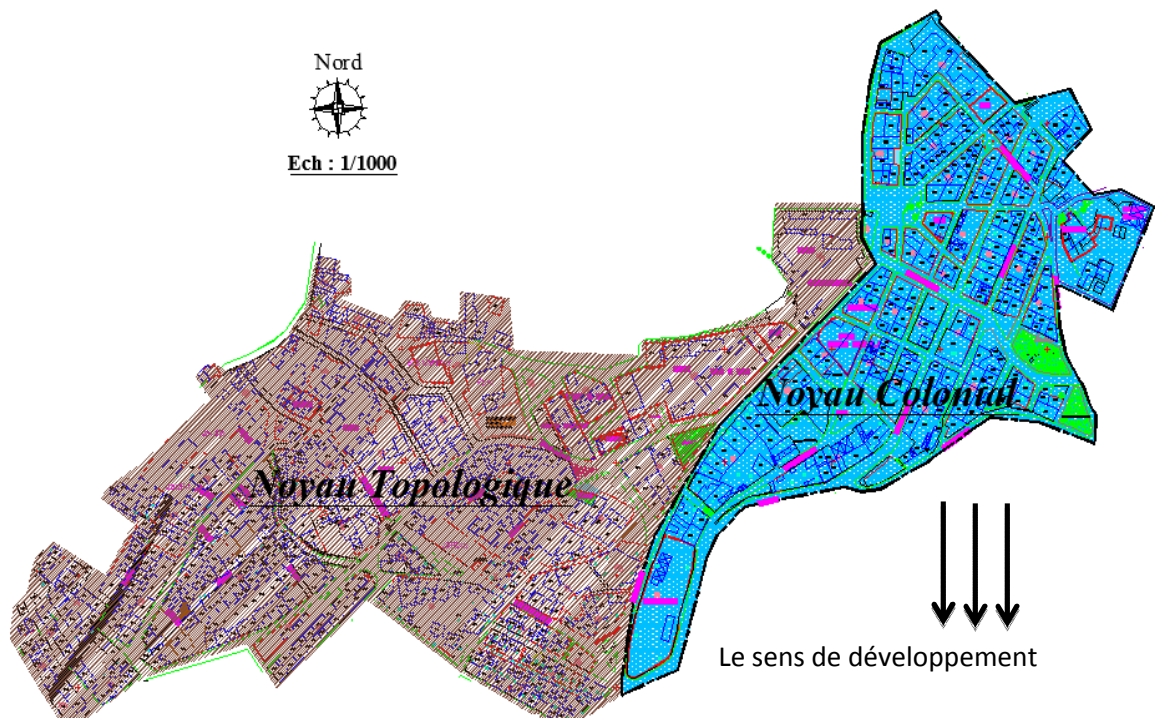 Nord
Ech : 1/1000
Noyau Colonial
Noyau Topologique
Le sens de développement